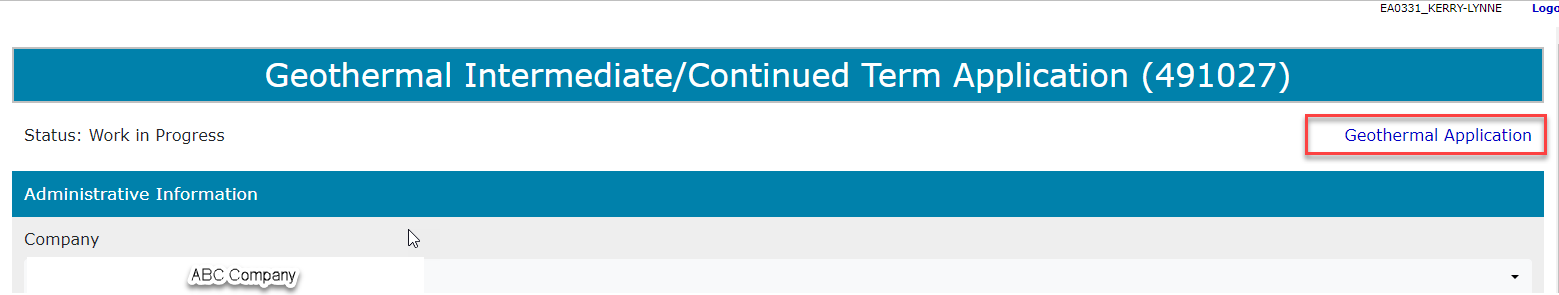 EA0331_KERRY-LYNNE Logo
Geothermal Intermediate/Continued Term Application (491027)
Status: Work in Progress Geothermal Application
Administrative Information
Company
ABC Company